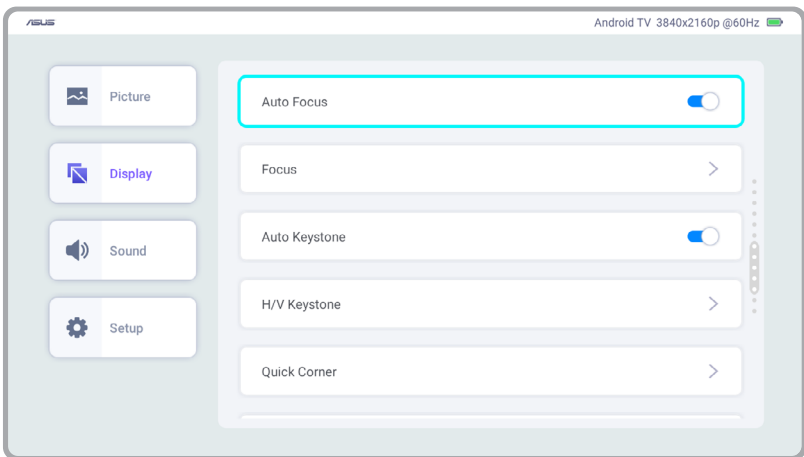 ASUS
Android TV 3840x2160p @60Hz
Picture
Display
Sound
Setup
Auto Focus
Focus
Auto Keystone
H/V Keystone
Quick Corner